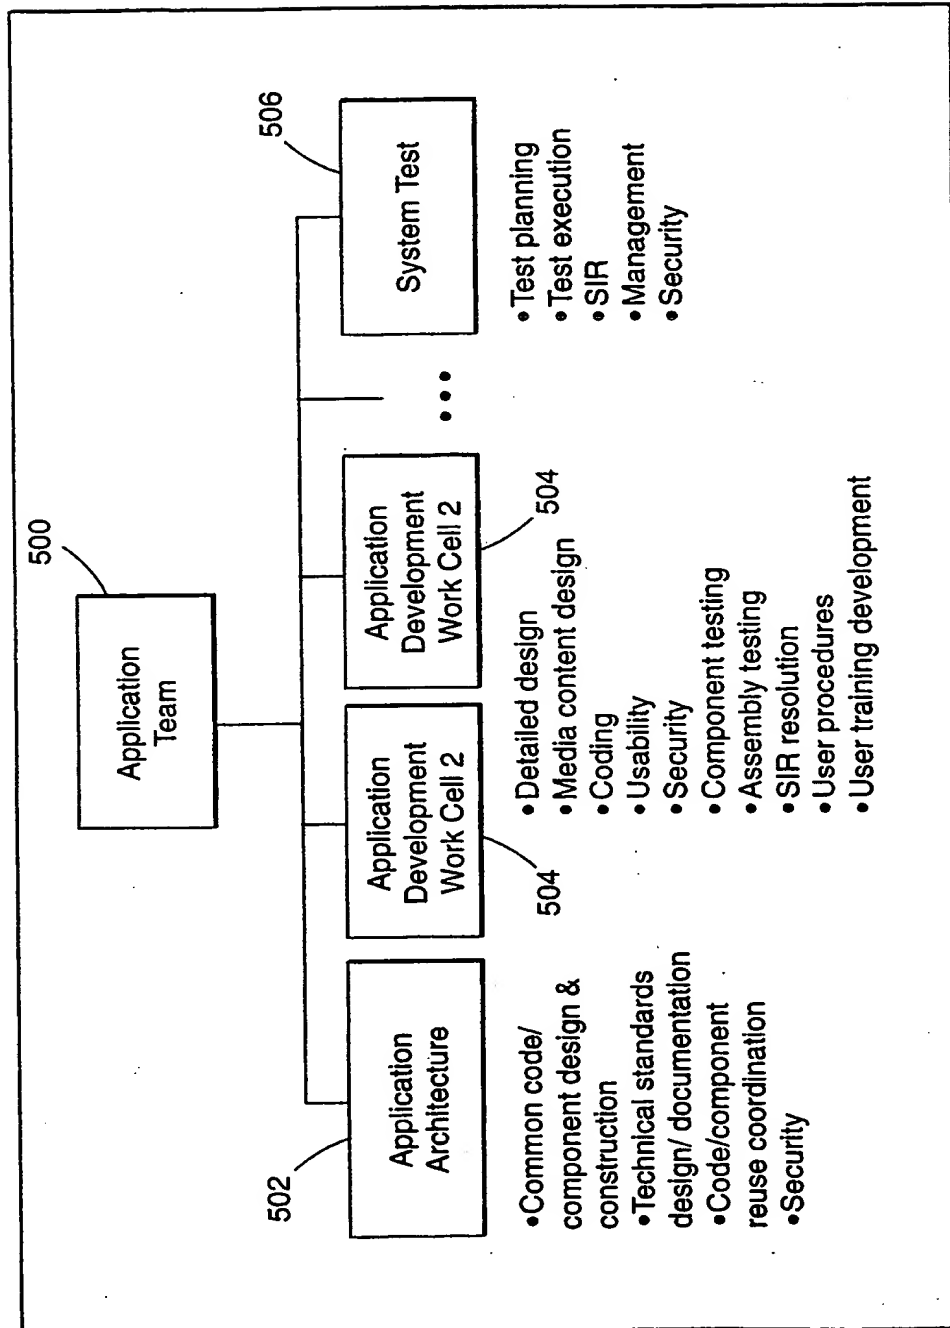 500
Application
Team
502
Application
Architecture
Application
Development
Work Cell 2
504
Application
Development
Work Cell 2
504
•••
506
System Test
•Common code/
component design &
construction
•Technical standards
design/ documentation
•Code/component
reuse coordination
•Security
•Detailed design
•Media content design
•Coding
•Usability
•Security
•Component testing
•Assembly testing
•SIR resolution
•User procedures
•User training development
•Test planning
•Test execution
•SIR
•Management
•Security